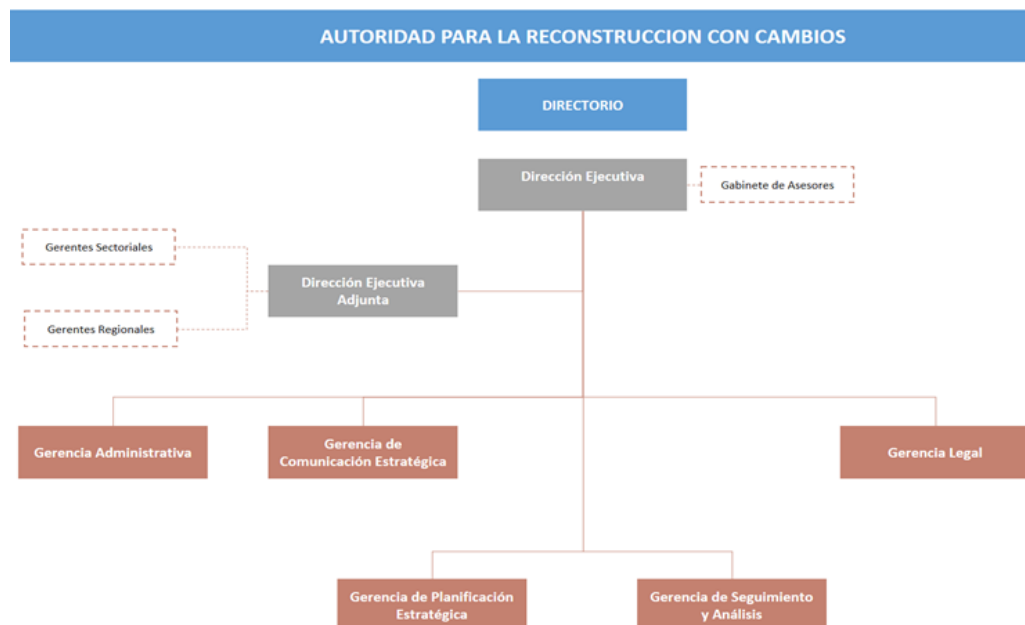 AUTORIDAD PARA LA RECONSTRUCCION CON CAMBIOS
DIRECTORIO
Dirección Ejecutiva
Gabinete de Asesores
Gerentes Sectoriales
Dirección Ejecutiva
Adjunta
Gerentes Regionales
Gerencia Administrativa
Gerencia de
Comunicación Estratégica
Gerencia Legal
Gerencia de Planificación
Estratégica
Gerencia de Seguimiento
y Análisis